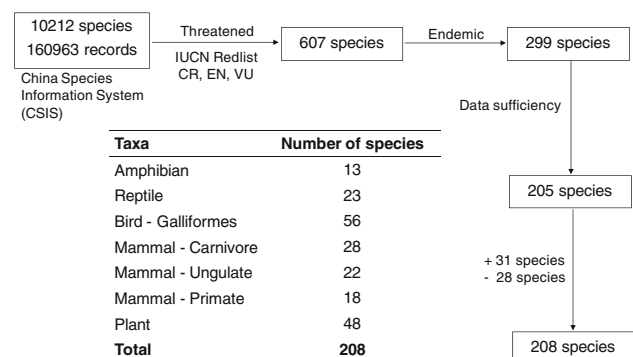 10212 species
160963 records
China Species
Information System
(CSIS)
Threatened
IUCN Redlist
CR, EN, VU
607 species
Endemic
299 species
Data sufficiency
205 species
+ 31 species
- 28 species
208 species
Taxa Number of species
Amphibian 13
Reptile 23
Bird - Galliformes 56
Mammal - Carnivore 28
Mammal - Ungulate 22
Mammal - Primate 18
Plant 48
Total 208